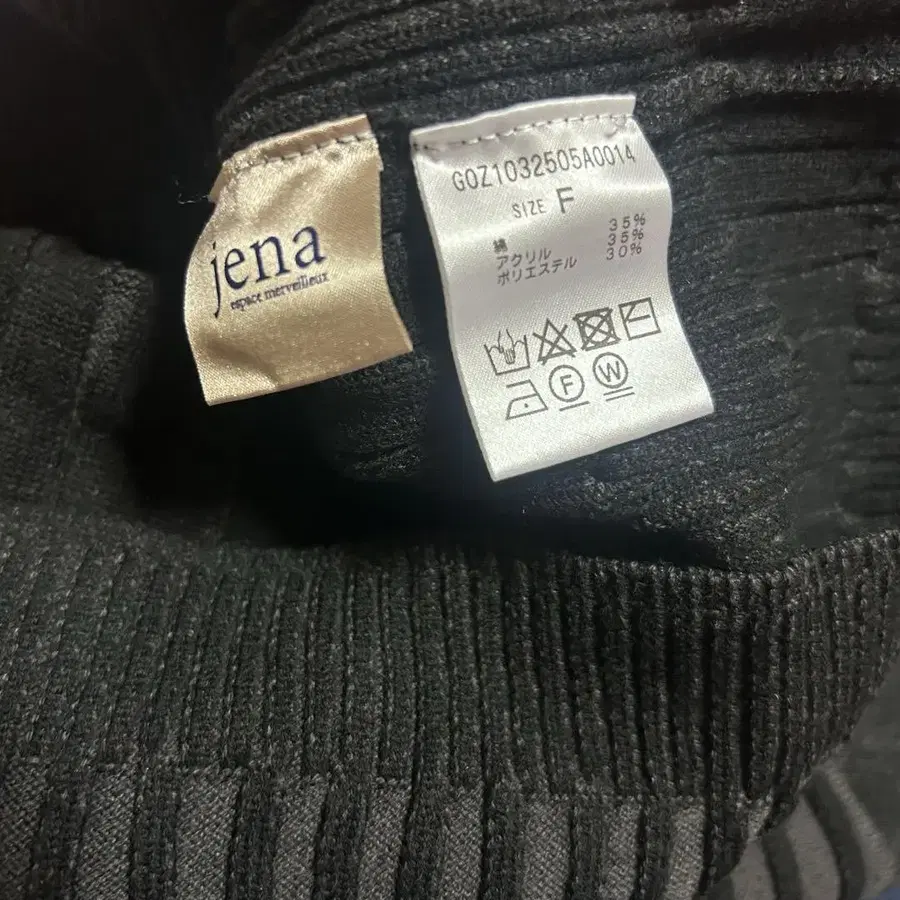 jena
espace merveilleux
G0Z1032505A0014
SIZE F
綿 35%
アクリル 35%
ポリエステル 30%
F
W